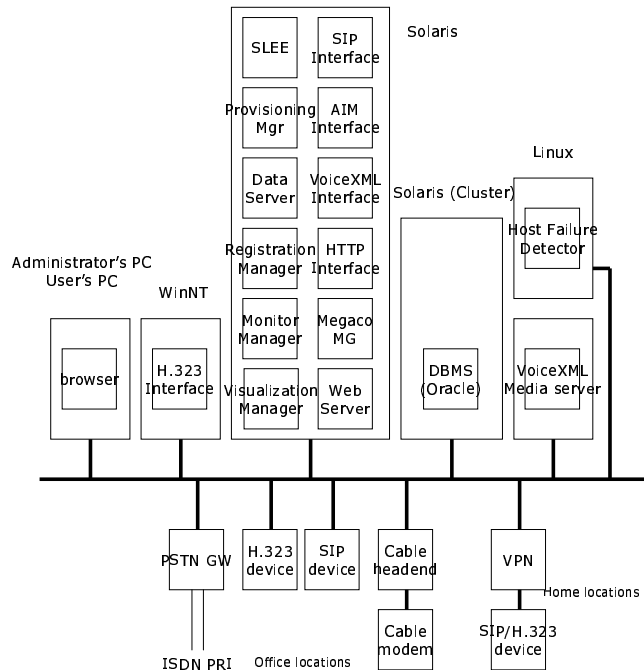 SLEE
SIP
Interface
Solaris
Provisioning
Mgr
AIM
Interface
Data
Server
VoiceXML
Interface
Registration
Manager
HTTP
Interface
Monitor
Manager
Megaco
MG
Visualization
Manager
Web
Server
Linux
Solaris (Cluster)
Host Failure
Detector
Administrator's PC
User's PC
WinNT
browser
H.323
Interface
DBMS
(Oracle)
VoiceXML
Media server
PSTN GW
H.323
device
SIP
device
Cable
headend
VPN
Home locations
Cable
modem
SIP/H.323
device
ISDN PRI
Office locations